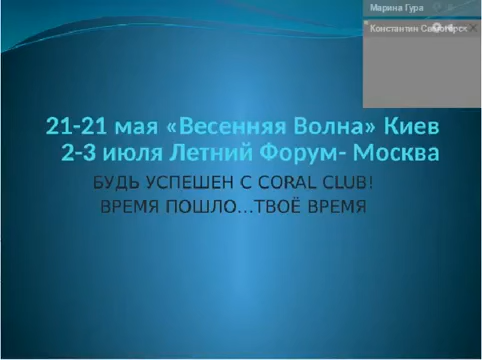 Марина Гура
Константин
21-21 мая «Весенняя Волна» Киев
2-3 июля Летний Форум- Москва
БУДЬ УСПЕШЕН С CORAL CLUB!
ВРЕМЯ ПОШЛО...ТВОЁ ВРЕМЯ